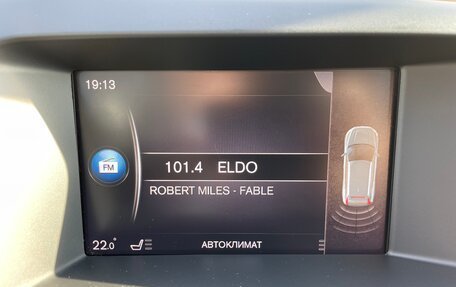 19:13
FM
101.4 ELDO
ROBERT MILES - FABLE
22.0° АВТОКЛИМАТ